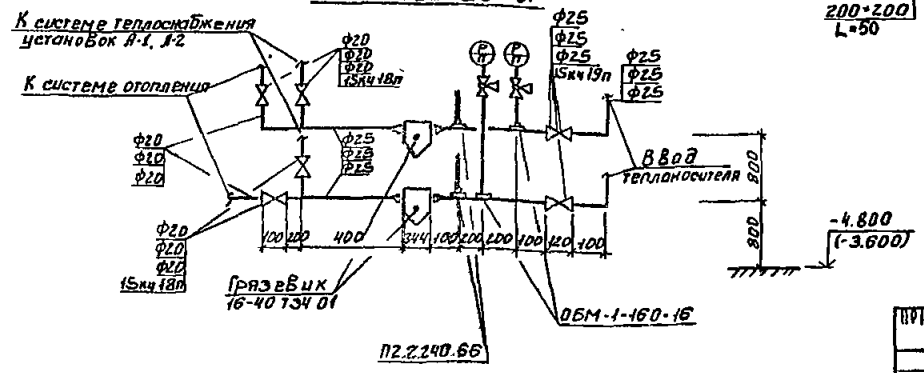 К системе теплоснабжения
установок А-1, А-2
К системе отопления
ф20
ф20
ф20
15кч18п
ф25
ф25
ф25
15кч19п
ф25
ф25
ф25
200×200
L=50
Р
П
Р
П
ф20
ф20
ф20
ф25
ф25
ф25
Ввод
теплоносителя
800
800
-4.800
(-3.600)
ф20
ф20
ф20
15кч18п
100
200
400
344
100
200
200
100
120
100
Грязевик
16-40 ТЭ4 01
ОБМ-1-160-16
П2.2.240.66